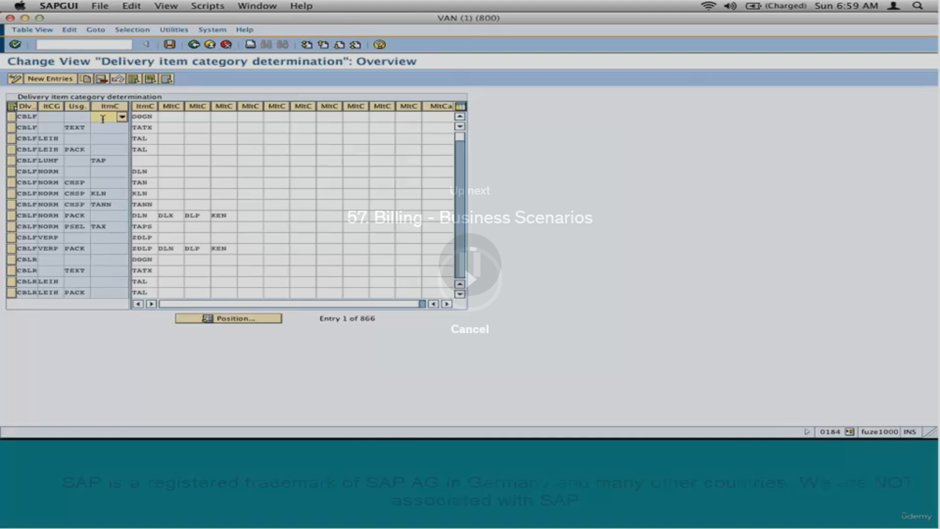 SAPGUI File Edit View Scripts Window Help (Charged) Sun 6:59 AM
VAN (1) (800)
Table View Edit Goto Selection Utilities System Help
Change View "Delivery item category determination": Overview
New Entries
Delivery item category determination
Dlv.. ItCG Usg. ItmC ItmC MItC MItC MItC MItC MItC MItC MItC MItC MItC MItC MItCa
CBLF DOGN
CBLF TEXT TATX
CBLF LEIH TAL
CBLF LEIH PACK TAL
CBLF LUMF TAP
CBLF NORM DLN
CBLF NORM CHSP TAN
CBLF NORM CHSP KLN KLN
CBLF NORM CHSP TANN TANN
CBLF NORM PACK DLN DLX DLP KEN
CBLF NORM PSEL TAX TAPS
CBLF VERP ZDLP
CBLF VERP PACK ZDLP DLN DLP KEN
CBLR DOGN
CBLR TEXT TATX
CBLR LEIH TAL
CBLR LEIH PACK TAL
Up next
57. Billing - Business Scenarios
Cancel
Position... Entry 1 of 866
0184 fuze1000 INS
SAP is a registered trademark of SAP AG in Germany and many other countries. We are NOT
associated with SAP
ûdemy